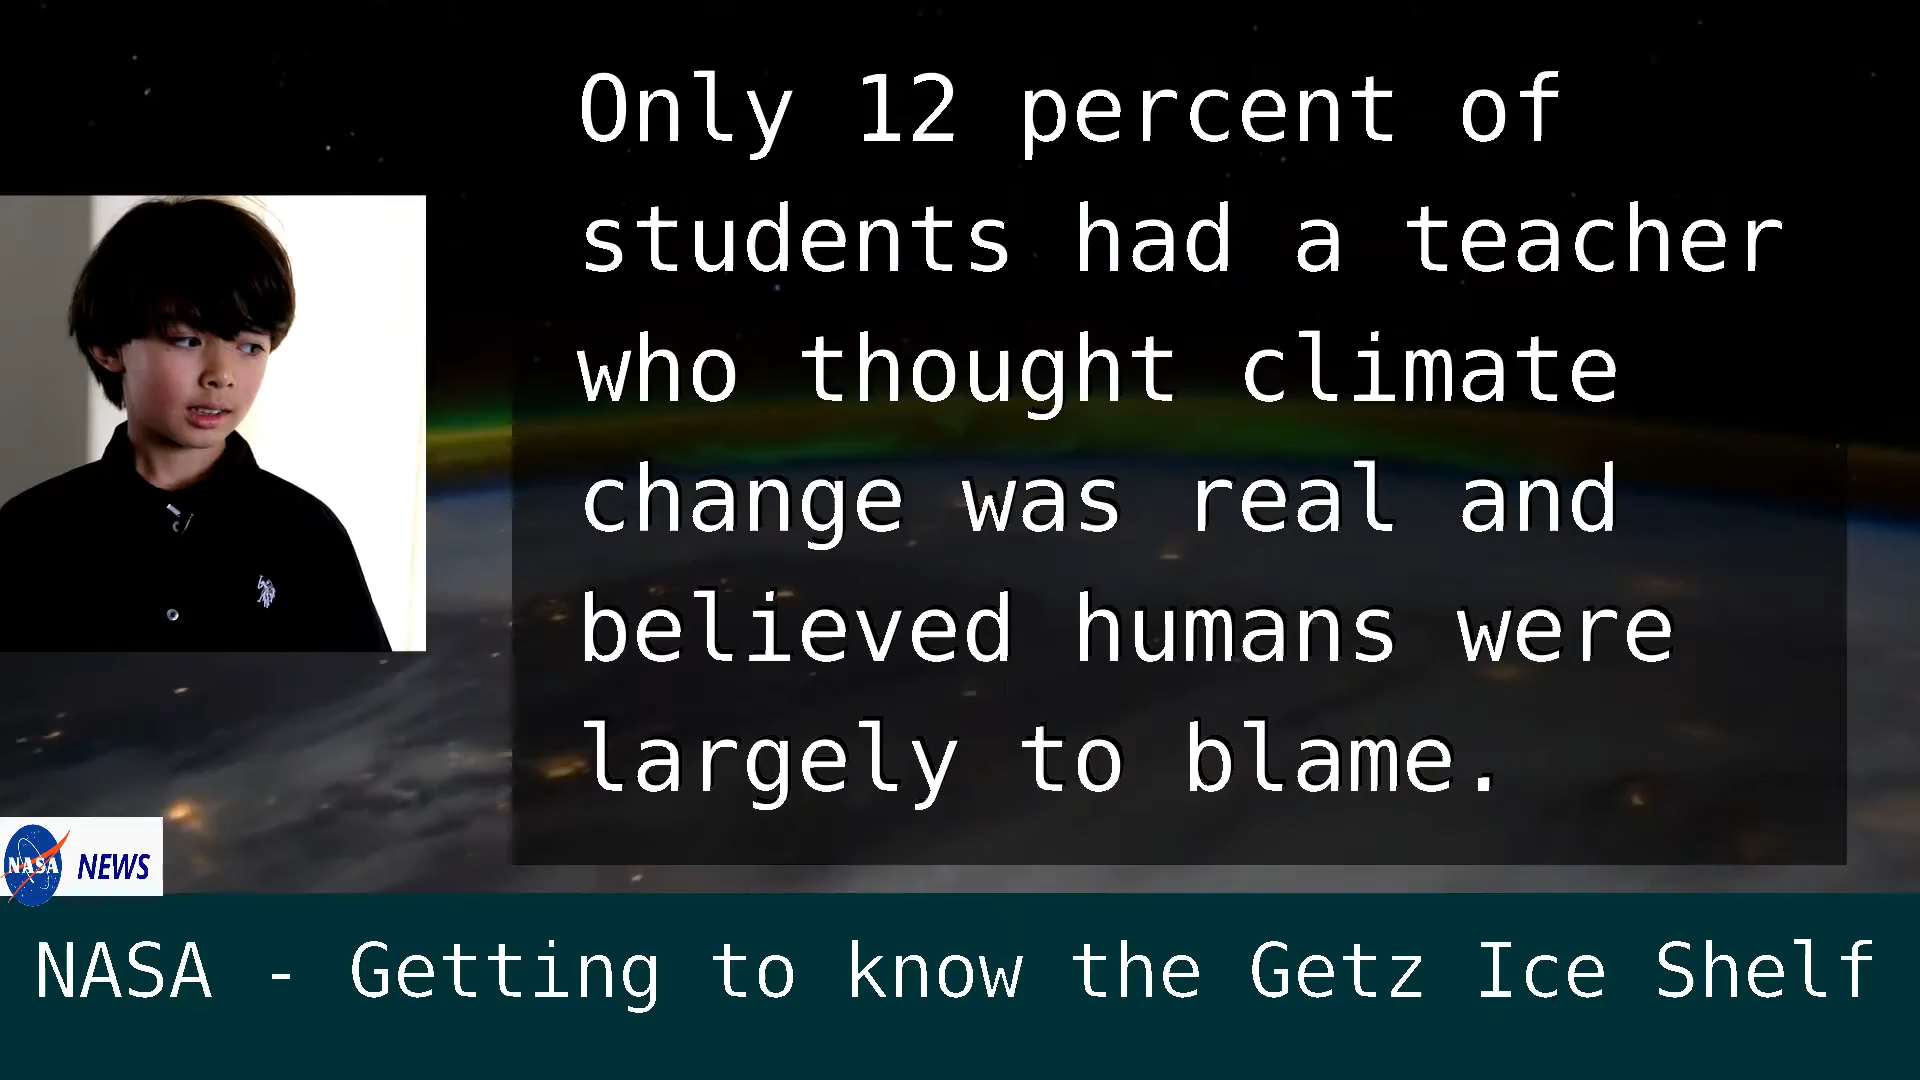 Only 12 percent of
students had a teacher
who thought climate
change was real and
believed humans were
largely to blame.
NASA NEWS
NASA - Getting to know the Getz Ice Shelf